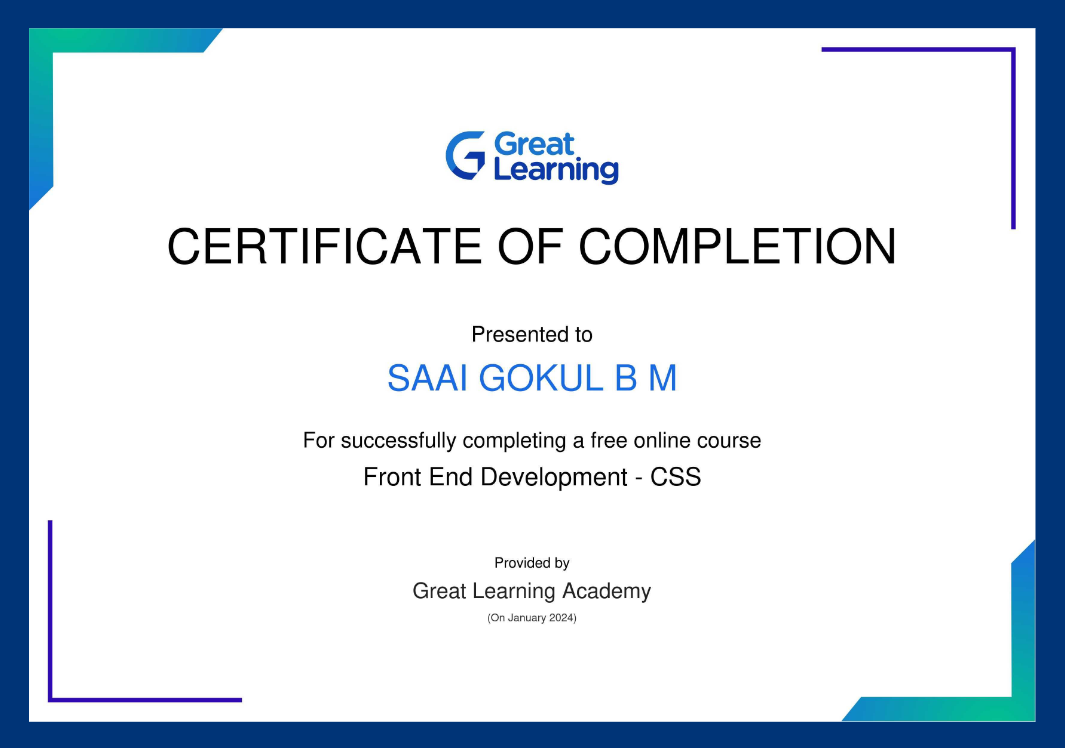 Great
Learning
CERTIFICATE OF COMPLETION
Presented to
SAAI GOKUL B M
For successfully completing a free online course
Front End Development - CSS
Provided by
Great Learning Academy
(On January 2024)